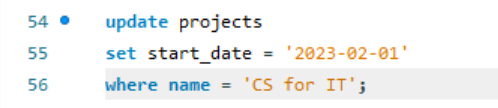 54 update projects
55 set start_date = '2023-02-01'
56 where name = 'CS for IT';